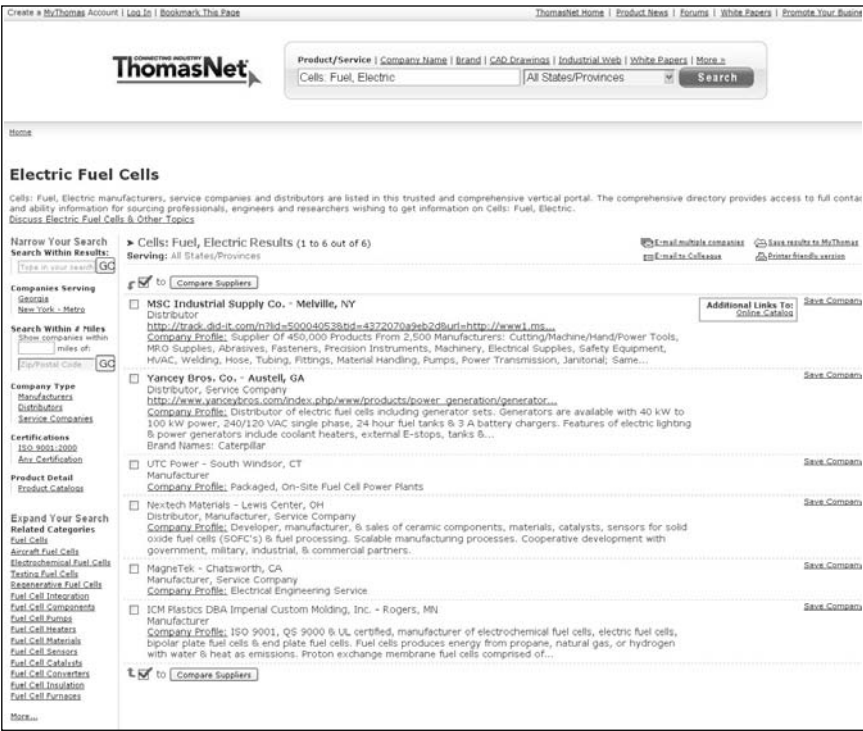 Create a MyThomas Account | Log In | Bookmark This Page
ThomasNet Home | Product News | Forums | White Papers | Promote Your Busine
CONNECTING INDUSTRY
ThomasNet
Product/Service | Company Name | Brand | CAD Drawings | Industrial Web | White Papers | More »
Cells: Fuel, Electric
All States/Provinces
Search
Home
Electric Fuel Cells
Cells: Fuel, Electric manufacturers, service companies and distributors are listed in this trusted and comprehensive vertical portal. The comprehensive directory provides access to full contac
and ability information for sourcing professionals, engineers and researchers wishing to get information on Cells: Fuel, Electric.
Discuss Electric Fuel Cells & Other Topics
Narrow Your Search
Search Within Results:
Type in your search
GO
Companies Serving
Georgia
New York - Metro
Search Within # Miles
Show companies within
miles of:
Zip/Postal Code
GO
Company Type
Manufacturers
Distributors
Service Companies
Certifications
ISO 9001:2000
Any Certification
Product Detail
Product Catalogs
Expand Your Search
Related Categories
Fuel Cells
Aircraft Fuel Cells
Electrochemical Fuel Cells
Testing Fuel Cells
Regenerative Fuel Cells
Fuel Cell Integration
Fuel Cell Components
Fuel Cell Pumps
Fuel Cell Heaters
Fuel Cell Materials
Fuel Cell Sensors
Fuel Cell Catalysts
Fuel Cell Converters
Fuel Cell Insulation
Fuel Cell Furnaces
More...
Cells: Fuel, Electric Results (1 to 6 out of 6)
Serving: All States/Provinces
E-mail multiple companies
Save results to MyThomas
E-mail to Colleague
Printer friendly version
to Compare Suppliers
MSC Industrial Supply Co. - Melville, NY
Distributor
http://track.did-it.com/n?lid=50004053&tid=4372070a9eb2d&url=http://www1.ms...
Company Profile: Supplier Of 450,000 Products From 2,500 Manufacturers: Cutting/Machine/Hand/Power Tools,
MRO Supplies, Abrasives, Fasteners, Precision Instruments, Machinery, Electrical Supplies, Safety Equipment,
HVAC, Welding, Hose, Tubing, Fittings, Material Handling, Pumps, Power Transmission, Janitorial; Same...
Additional Links To:
Online Catalog
Save Company
Yancey Bros. Co. - Austell, GA
Distributor, Service Company
http://www.yanceybros.com/index.php/www/products/power_generation/generator...
Company Profile: Distributor of electric fuel cells including generator sets. Generators are available with 40 kW to
100 kW power, 240/120 VAC single phase, 24 hour fuel tanks & 3 A battery chargers. Features of electric lighting
& power generators include coolant heaters, external E-stops, tanks &...
Brand Names: Caterpillar
Save Company
UTC Power - South Windsor, CT
Manufacturer
Company Profile: Packaged, On-Site Fuel Cell Power Plants
Save Company
Nextech Materials - Lewis Center, OH
Distributor, Manufacturer, Service Company
Company Profile: Developer, manufacturer, & sales of ceramic components, materials, catalysts, sensors for solid
oxide fuel cells (SOFC's) & fuel processing. Scalable manufacturing processes. Cooperative development with
government, military, industrial, & commercial partners.
Save Company
MagneTek - Chatsworth, CA
Manufacturer, Service Company
Company Profile: Electrical Engineering Service
Save Company
ICM Plastics DBA Imperial Custom Molding, Inc. - Rogers, MN
Manufacturer
Company Profile: ISO 9001, QS 9000 & UL certified, manufacturer of electrochemical fuel cells, electric fuel cells,
bipolar plate fuel cells & end plate fuel cells. Fuel cells produces energy from propane, natural gas, or hydrogen
with water & heat as emissions. Proton exchange membrane fuel cells comprised of...
Save Company
to Compare Suppliers